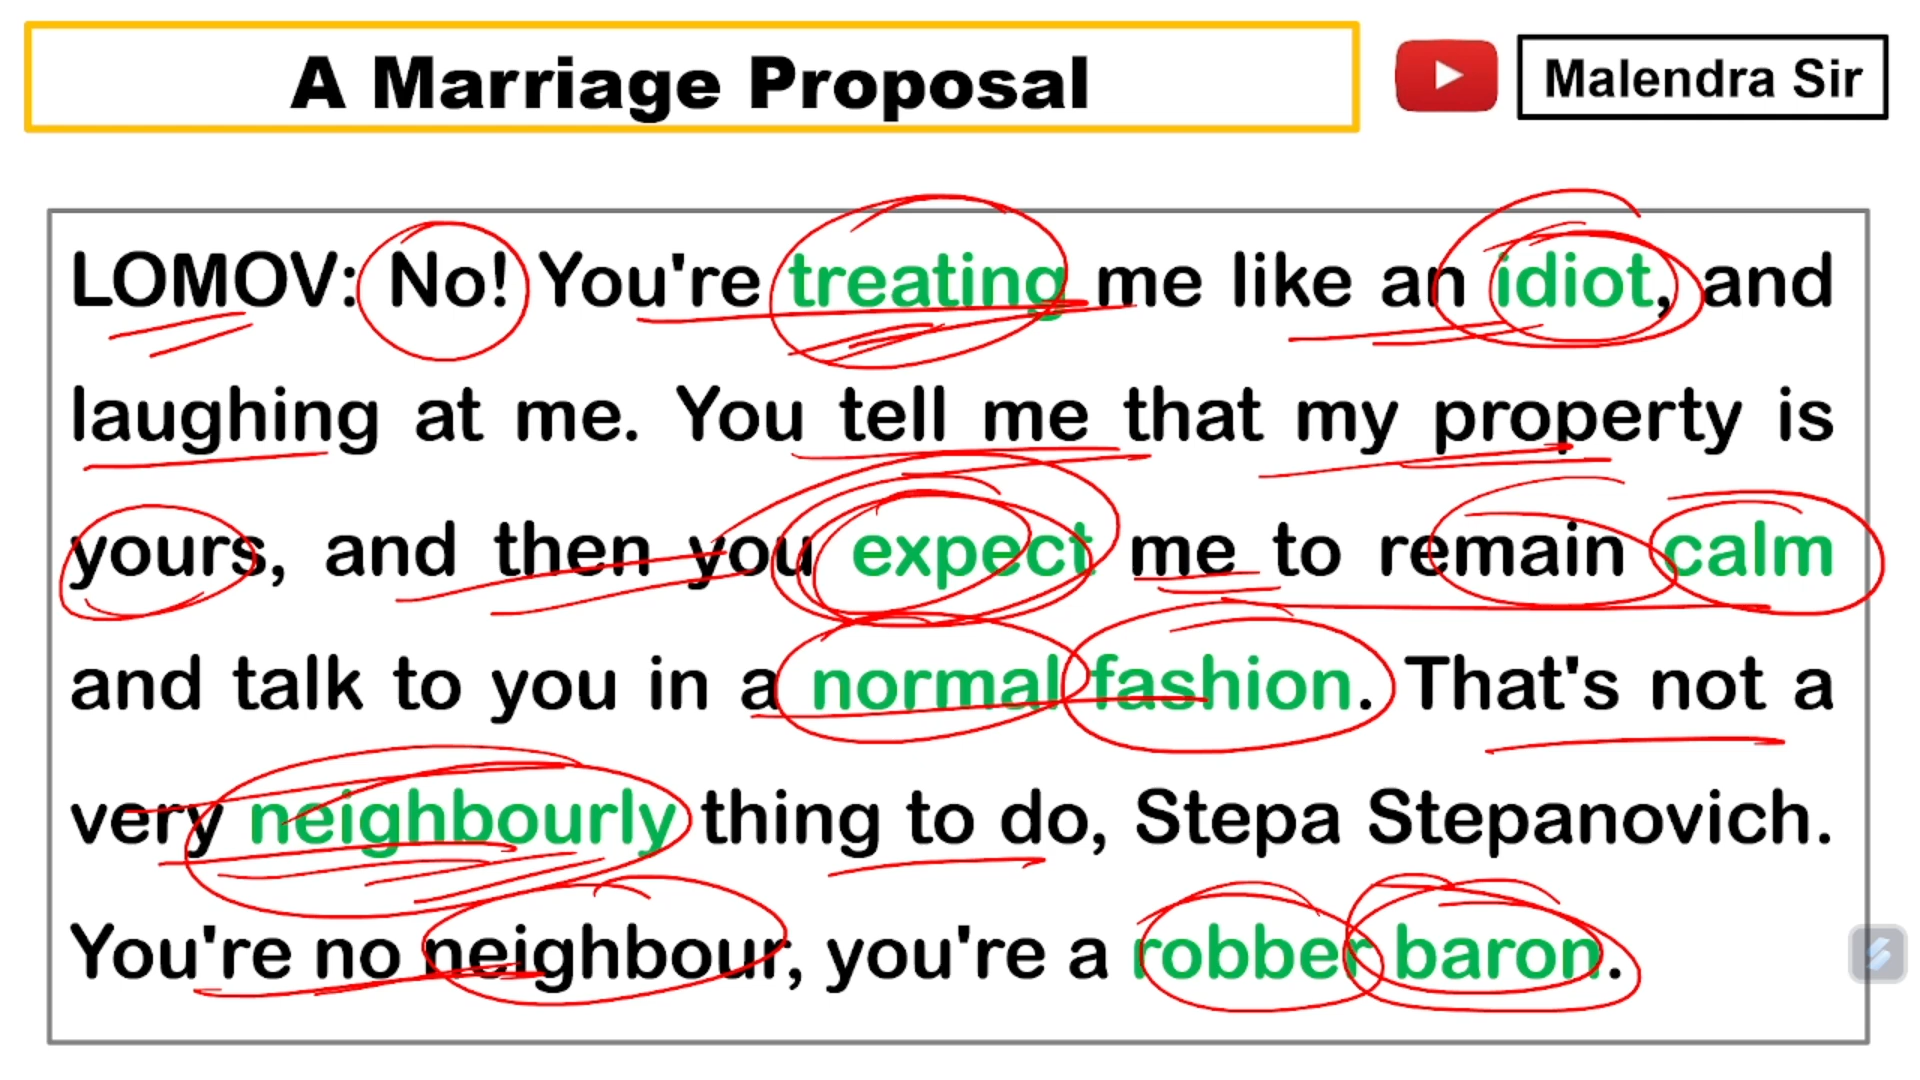 A Marriage Proposal
Malendra Sir
LOMOV: No! You're treating me like an idiot, and
laughing at me. You tell me that my property is
yours, and then you expect me to remain calm
and talk to you in a normal fashion. That's not a
very neighbourly thing to do, Stepa Stepanovich.
You're no neighbour, you're a robber baron.